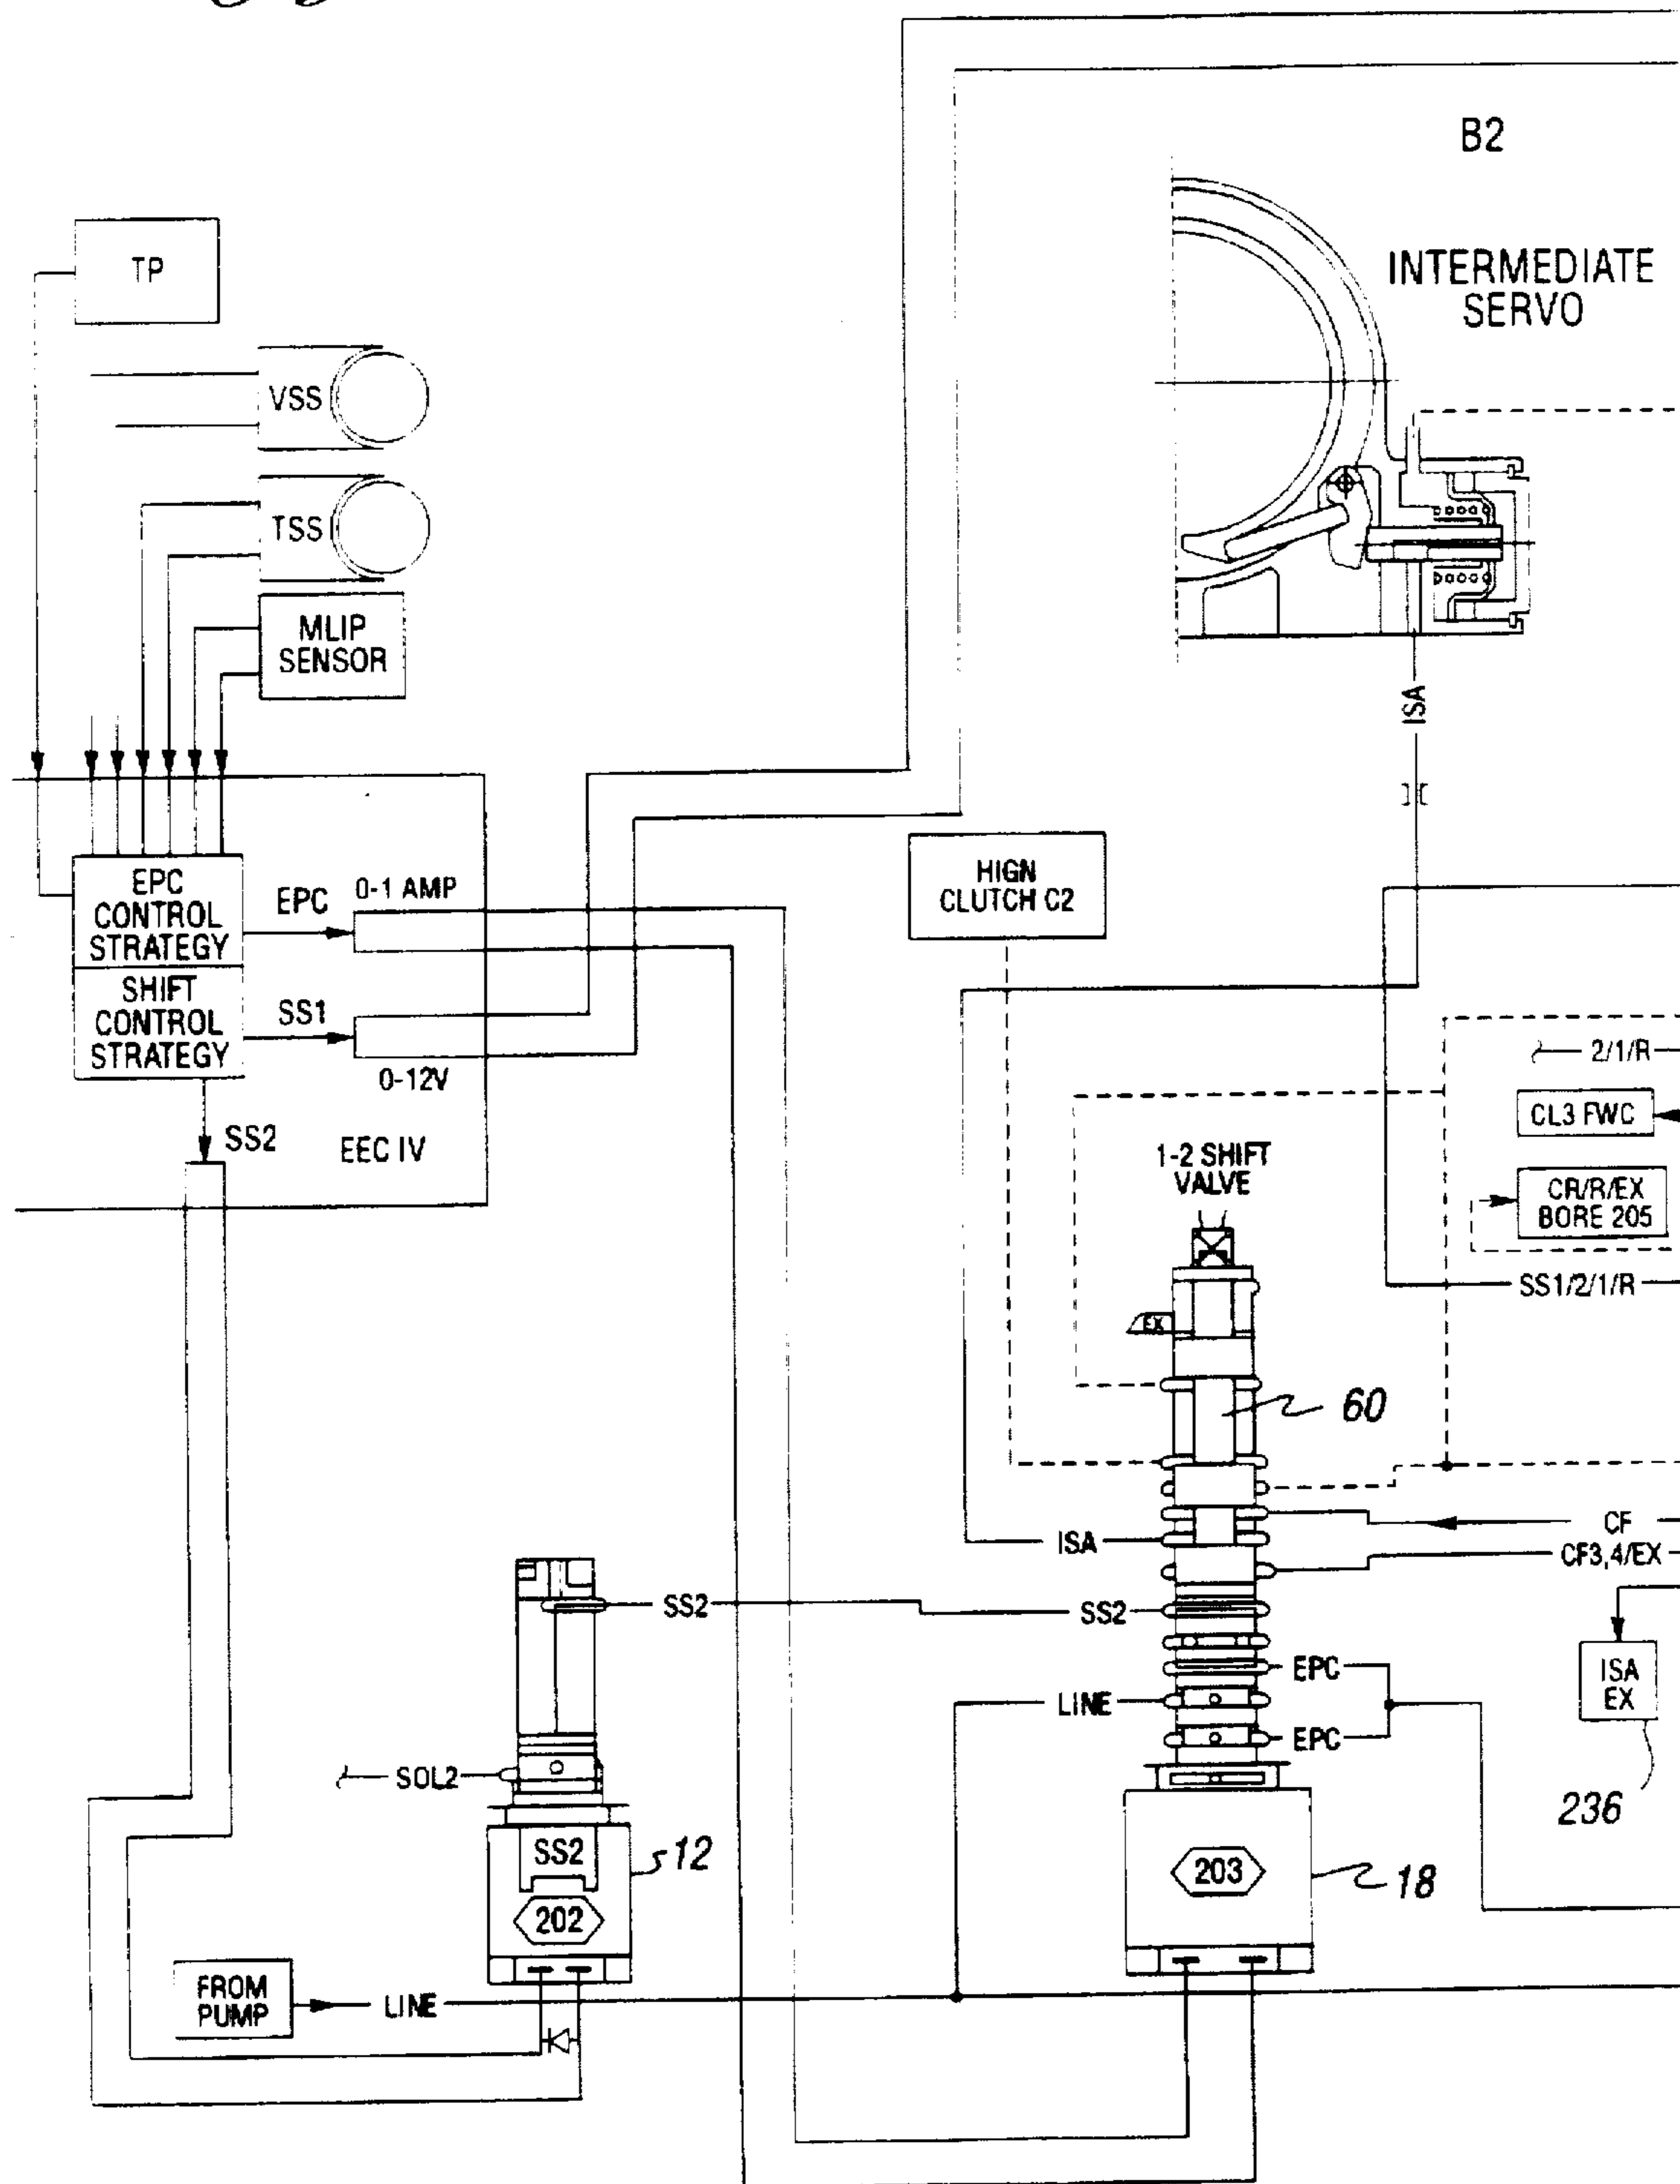 B2
INTERMEDIATE
SERVO
TP
VSS
TSS
MLIP
SENSOR
ISA
EPC
CONTROL
STRATEGY
EPC
0-1 AMP
HIGN
CLUTCH C2
SHIFT
CONTROL
STRATEGY
SS1
0-12V
SS2
EEC IV
2/1/R
CL3 FWC
1-2 SHIFT
VALVE
CR/R/EX
BORE 205
SS1/2/1/R
EX
60
CF
ISA
CF3,4/EX
SS2
SS2
EPC
LINE
EPC
ISA
EX
236
SOL2
SS2
12
202
203
18
FROM
PUMP
LINE